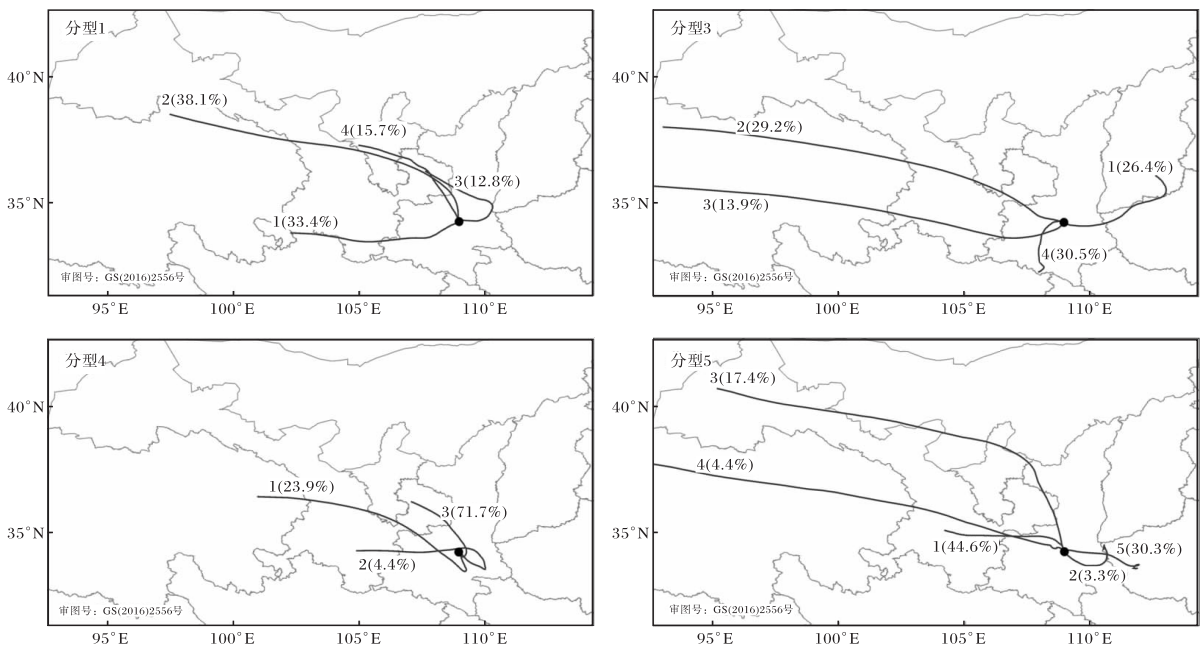 分型1
40°N
2(38.1%)
4(15.7%)
3(12.8%)
35°N
1(33.4%)
审图号：GS(2016)2556号
95°E
100°E
105°E
110°E
分型3
40°N
2(29.2%)
1(26.4%)
35°N
3(13.9%)
4(30.5%)
审图号：GS(2016)2556号
95°E
100°E
105°E
110°E
分型4
40°N
1(23.9%)
3(71.7%)
35°N
2(4.4%)
审图号：GS(2016)2556号
95°E
100°E
105°E
110°E
分型5
3(17.4%)
40°N
4(4.4%)
35°N
1(44.6%)
5(30.3%)
2(3.3%)
审图号：GS(2016)2556号
95°E
100°E
105°E
110°E